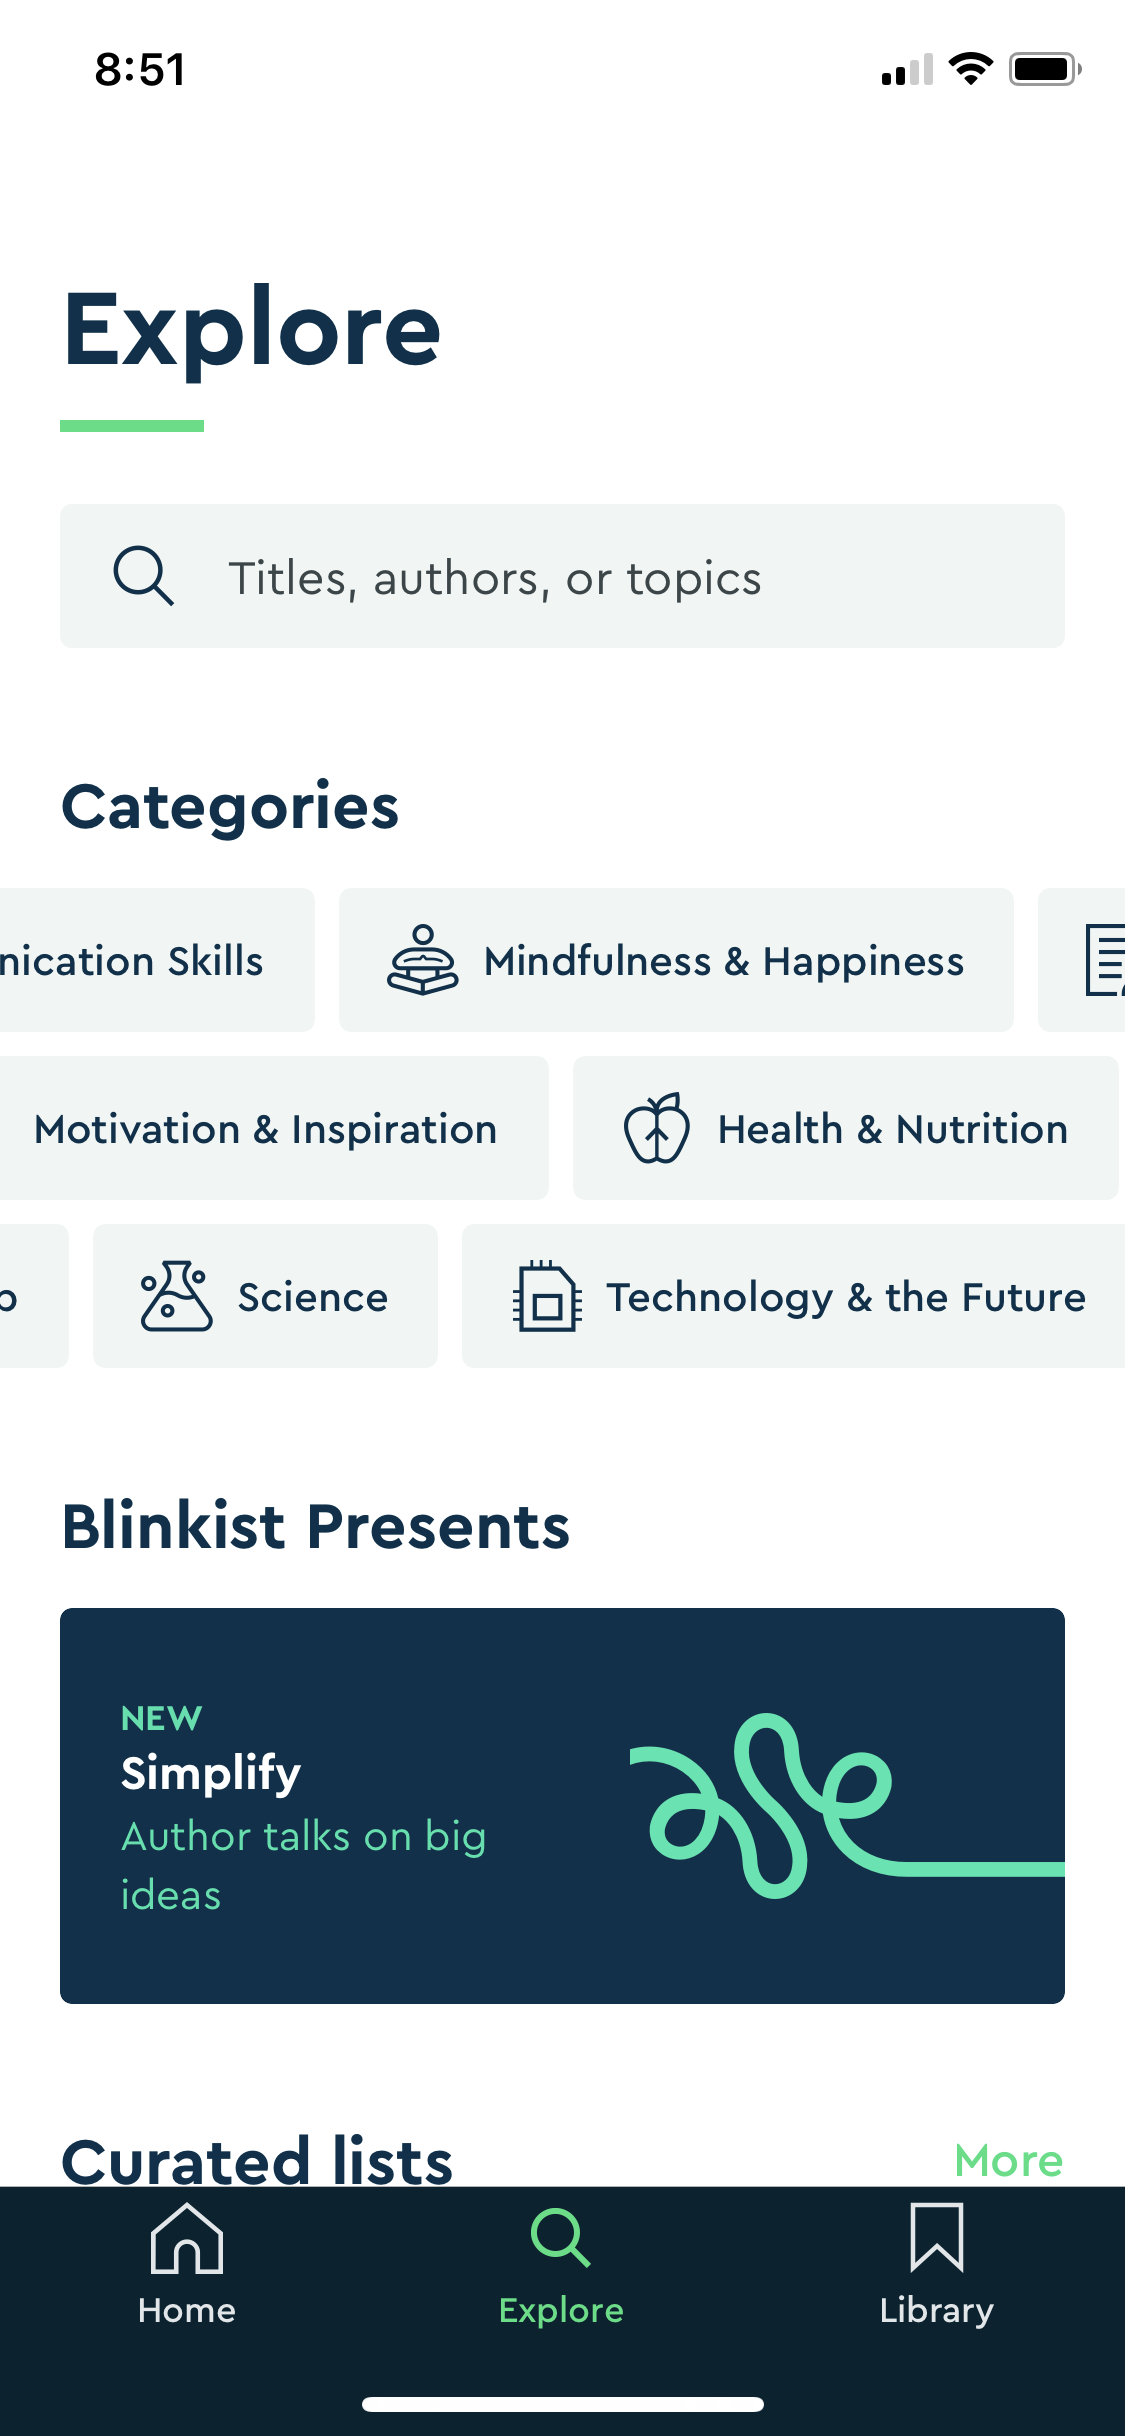 8:51
Explore
Titles, authors, or topics
Categories
Skills
Mindfulness & Happiness
Motivation & Inspiration
Health & Nutrition
Science
Technology & the Future
Blinkist Presents
NEW
Simplify
Author talks on big
ideas
Curated lists
More
Home
Explore
Library